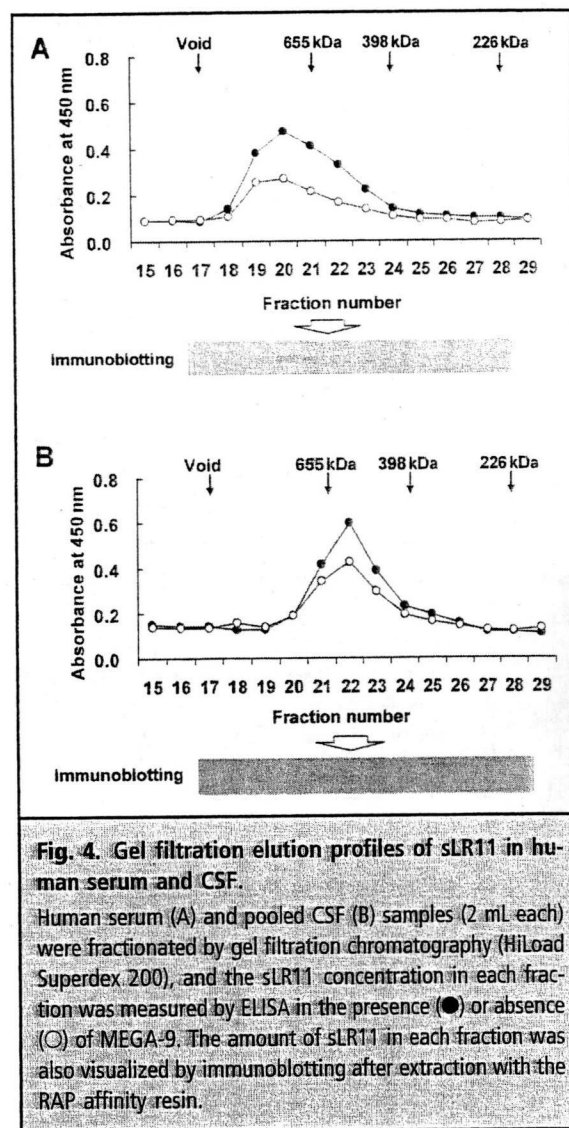 A
Void 655 kDa 398 kDa 226 kDa
Absorbance at 450 nm
0.8
0.6
0.4
0.2
0.0
15 16 17 18 19 20 21 22 23 24 25 26 27 28 29
Fraction number
immunoblotting
B
Void 655 kDa 398 kDa 226 kDa
Absorbance at 450 nm
0.8
0.6
0.4
0.2
0.0
15 16 17 18 19 20 21 22 23 24 25 26 27 28 29
Fraction number
Immunoblotting
Fig. 4. Gel filtration elution profiles of sLR11 in hu-
man serum and CSF.
Human serum (A) and pooled CSF (B) samples (2 mL each)
were fractionated by gel filtration chromatography (HiLoad
Superdex 200), and the sLR11 concentration in each frac-
tion was measured by ELISA in the presence (●) or absence
(○) of MEGA-9. The amount of sLR11 in each fraction was
also visualized by immunoblotting after extraction with the
RAP affinity resin.